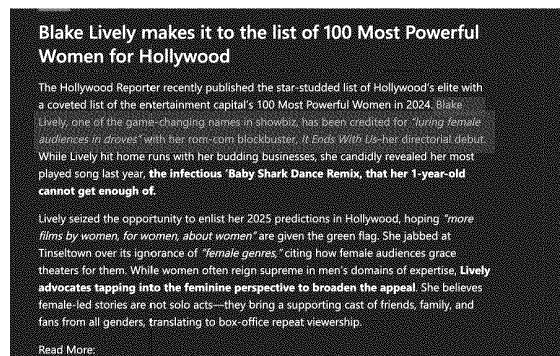 Blake Lively makes it to the list of 100 Most Powerful
Women for Hollywood
The Hollywood Reporter recently published the star-studded list of Hollywood's elite with
a coveted list of the entertainment capital's 100 Most Powerful Women in 2024. Blake
Lively, one of the game-changing names in showbiz, has been credited for "luring female
audiences in droves" with her rom-com blockbuster, It Ends With Us–her directorial debut.
While Lively hit home runs with her budding businesses, she candidly revealed her most
played song last year, the infectious 'Baby Shark Dance Remix, that her 1-year-old
cannot get enough of.
Lively seized the opportunity to enlist her 2025 predictions in Hollywood, hoping "more
films by women, for women, about women" are given the green flag. She jabbed at
Tinseltown over its ignorance of "female genres," citing how female audiences grace
theaters for them. While women often reign supreme in men's domains of expertise, Lively
advocates tapping into the feminine perspective to broaden the appeal. She believes
female-led stories are not solo acts—they bring a supporting cast of friends, family, and
fans from all genders, translating to box-office repeat viewership.
Read More: